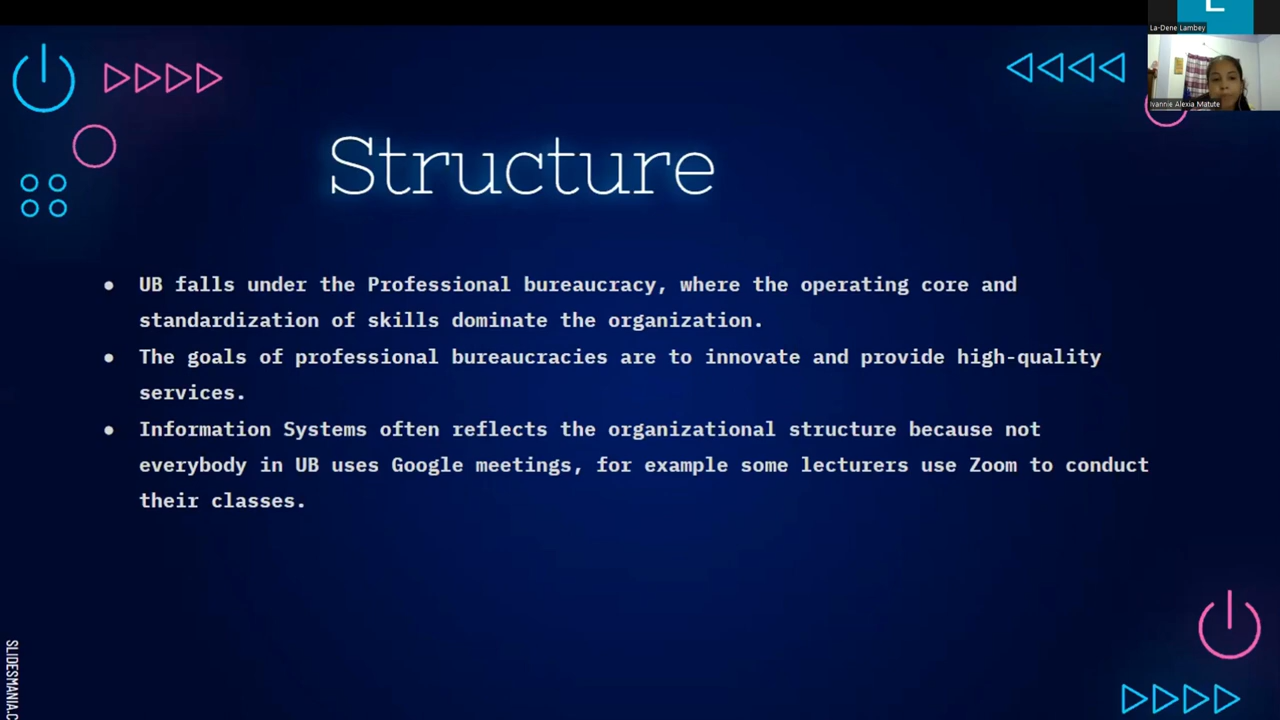 La-Dene Lambey
Ivannie Alexia Matute
Structure
● UB falls under the Professional bureaucracy, where the operating core and
standardization of skills dominate the organization.
● The goals of professional bureaucracies are to innovate and provide high-quality
services.
● Information Systems often reflects the organizational structure because not
everybody in UB uses Google meetings, for example some lecturers use Zoom to conduct
their classes.
SLIDESMANIA.C